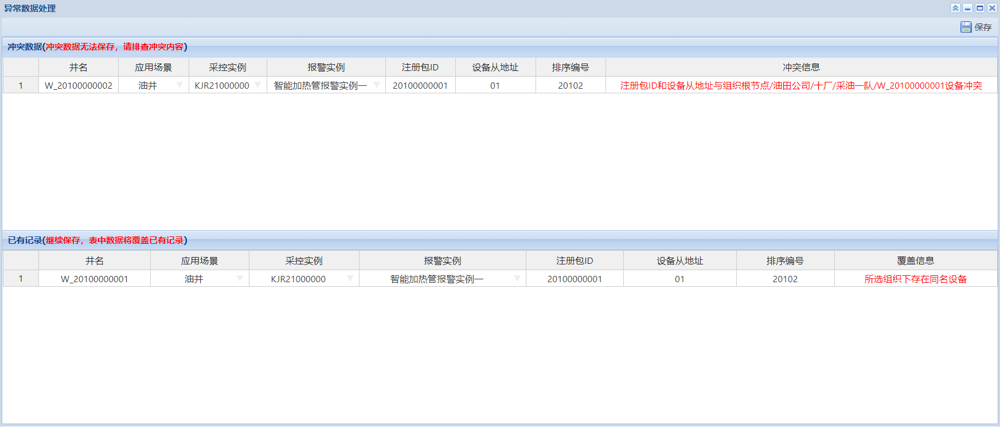 异常数据处理
保存
冲突数据(冲突数据无法保存，请排查冲突内容)
井名 应用场景 采控实例 报警实例 注册包ID 设备从地址 排序编号 冲突信息
1 W_20100000002 油井 KJR21000000 智能加热管报警实例一 20100000001 01 20102 注册包ID和设备从地址与组织根节点/油田公司/十厂/采油一队/W_20100000001设备冲突
已有记录(继续保存，表中数据将覆盖已有记录)
井名 应用场景 采控实例 报警实例 注册包ID 设备从地址 排序编号 覆盖信息
1 W_20100000001 油井 KJR21000000 智能加热管报警实例一 20100000001 01 20102 所选组织下存在同名设备